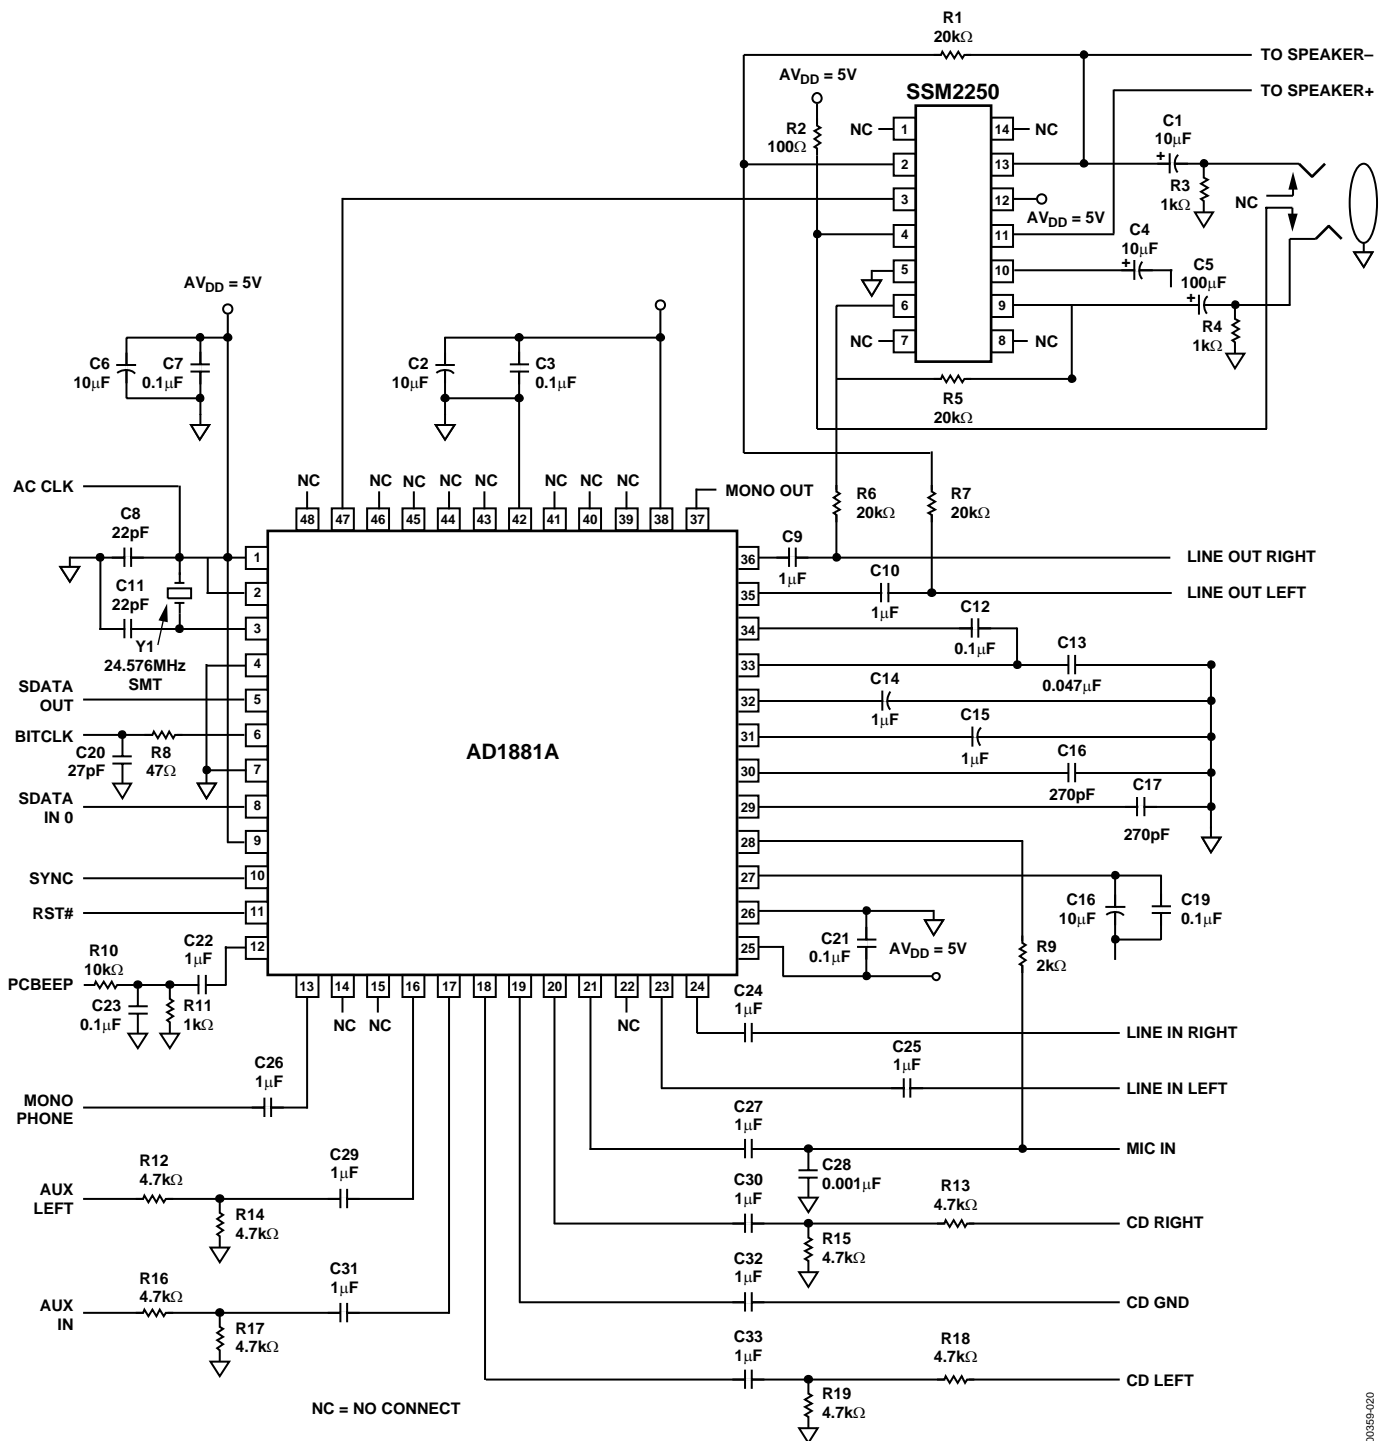 R1
20kΩ
TO SPEAKER–
AVDD = 5V
SSM2250
TO SPEAKER+
R2
100Ω
NC
1
14
NC
C1
10µF
+
2
13
R3
1kΩ
NC
3
12
AVDD = 5V
4
11
C4
10µF
+
5
10
C5
100µF
+
6
9
R4
1kΩ
NC
7
8
NC
R5
20kΩ
AVDD = 5V
C6
10µF
C7
0.1µF
C2
10µF
C3
0.1µF
AC CLK
NC
NC
NC
NC
NC
NC
NC
NC
MONO OUT
48
47
46
45
44
43
42
41
40
39
38
37
R6
20kΩ
R7
20kΩ
C8
22pF
1
36
C9
1µF
LINE OUT RIGHT
C11
22pF
2
35
C10
1µF
LINE OUT LEFT
3
34
C12
0.1µF
Y1
24.576MHz
SMT
4
33
C13
0.047µF
SDATA
OUT
5
32
C14
1µF
BITCLK
C20
27pF
R8
47Ω
6
31
C15
1µF
AD1881A
7
30
C16
270pF
SDATA
IN 0
8
29
C17
270pF
9
28
SYNC
10
27
C16
10µF
C19
0.1µF
RST#
11
26
R9
2kΩ
C21
0.1µF
AVDD = 5V
12
25
PCBEEP
R10
10kΩ
C22
1µF
C23
0.1µF
R11
1kΩ
13
14
15
16
17
18
19
20
21
22
23
24
NC
NC
NC
C24
1µF
LINE IN RIGHT
C25
1µF
LINE IN LEFT
MONO
PHONE
C26
1µF
C27
1µF
MIC IN
C28
0.001µF
AUX
LEFT
R12
4.7kΩ
C29
1µF
R14
4.7kΩ
C30
1µF
R13
4.7kΩ
CD RIGHT
R15
4.7kΩ
AUX
IN
R16
4.7kΩ
C31
1µF
R17
4.7kΩ
C32
1µF
CD GND
C33
1µF
R18
4.7kΩ
CD LEFT
R19
4.7kΩ
NC = NO CONNECT
00359-020